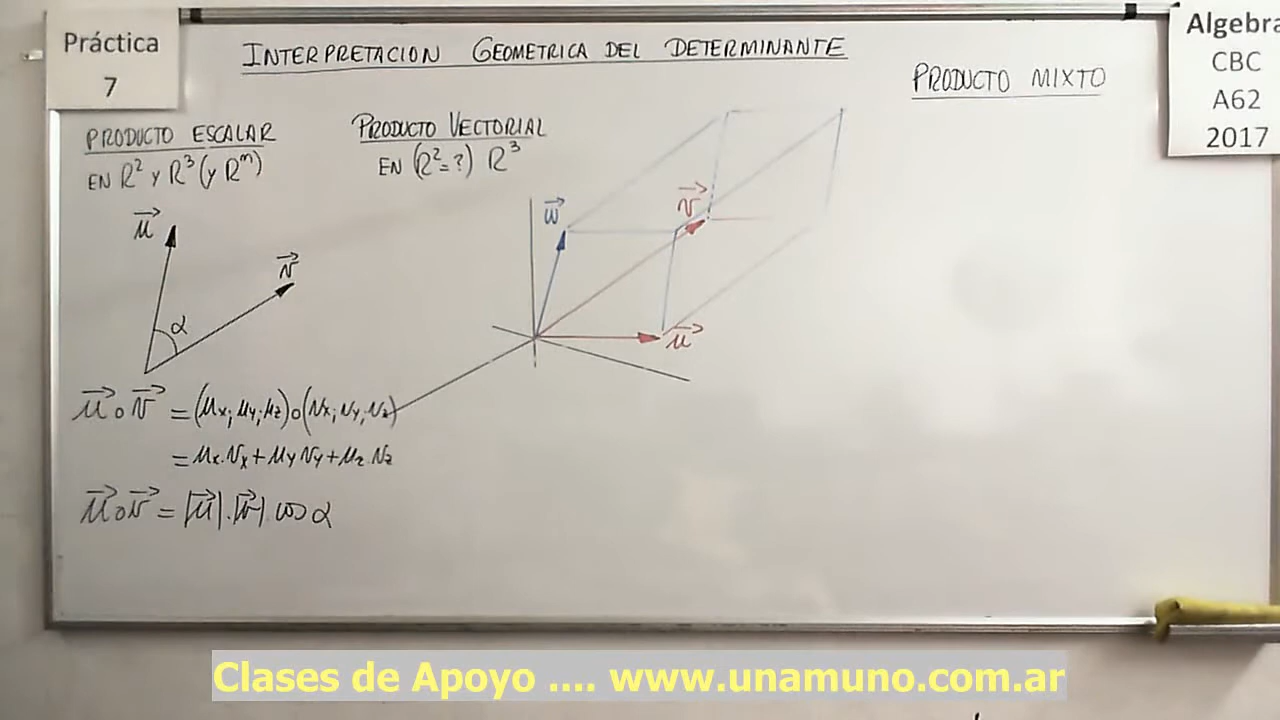 Práctica
7
INTERPRETACION GEOMETRICA DEL DETERMINANTE
Algebra
CBC
A62
2017
PRODUCTO MIXTO
PRODUCTO ESCALAR
EN R² y R³ (y Rⁿ)
PRODUCTO VECTORIAL
EN (R²=?) R³
u⃗
v⃗
α
w⃗
v⃗
u⃗
u⃗ o v⃗ = (ux; uy; uz) o (vx; vy, vz)
= ux.vx + uy vy + uz.vz
u⃗ o v⃗ = |u⃗|.|v⃗|.cos α
Clases de Apoyo .... www.unamuno.com.ar